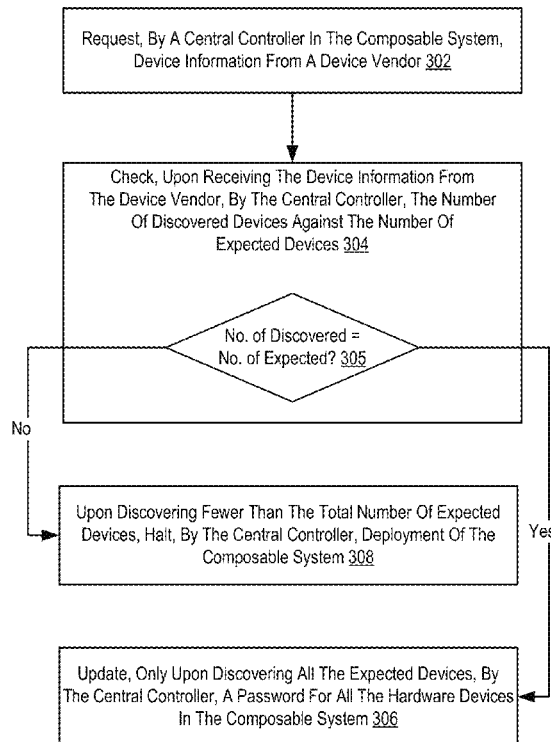 Request, By A Central Controller In The Composable System,
Device Information From A Device Vendor 302
Check, Upon Receiving The Device Information From
The Device Vendor, By The Central Controller, The Number
Of Discovered Devices Against The Number Of
Expected Devices 304
No. of Discovered =
No. of Expected? 305
No
Upon Discovering Fewer Than The Total Number Of Expected
Devices, Halt, By The Central Controller, Deployment Of The
Composable System 308
Yes
Update, Only Upon Discovering All The Expected Devices, By
The Central Controller, A Password For All The Hardware Devices
In The Composable System 306